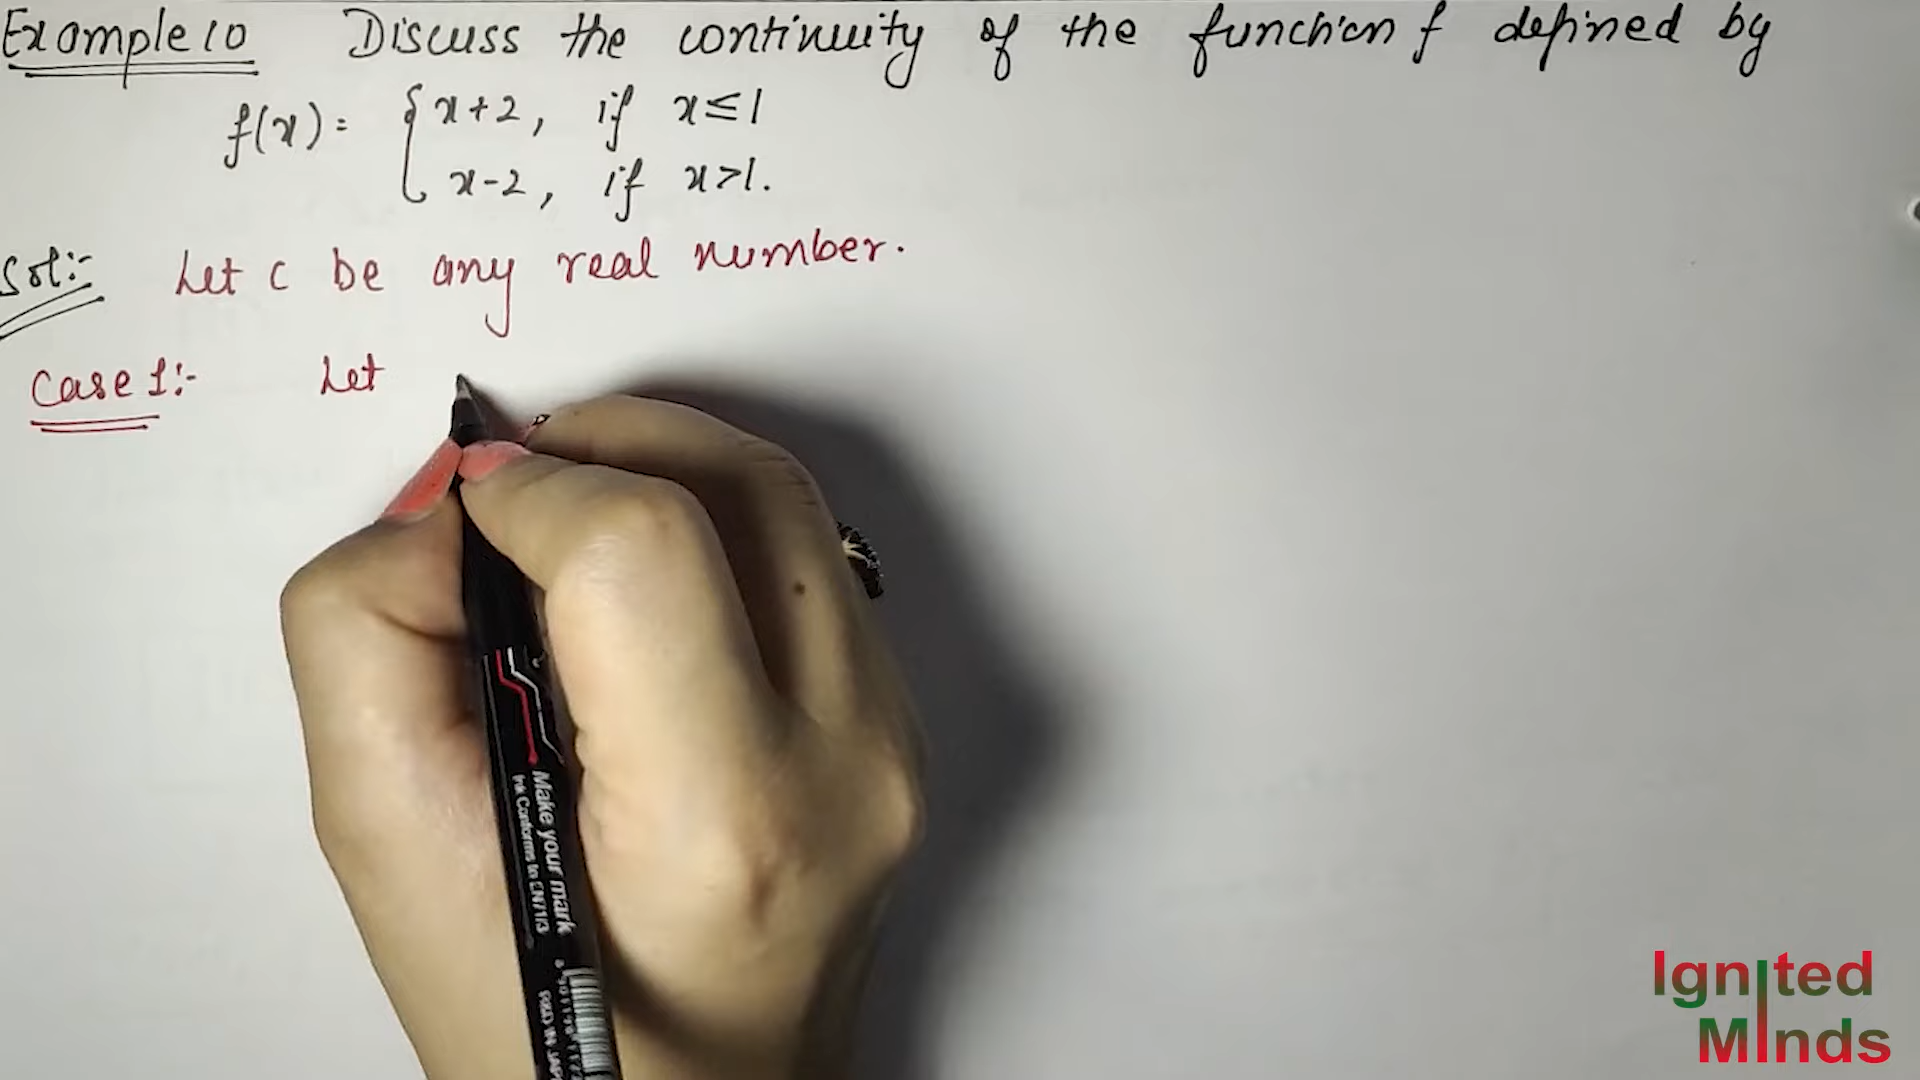 Example 10 Discuss the continuity of the function f defined by
f(x) = { x+2, if x≤1
x-2, if x>1.
Sol:- Let c be any real number.
Case 1:- Let
Make your mark
Ink Conforms to EN71/3
Ignited
Minds